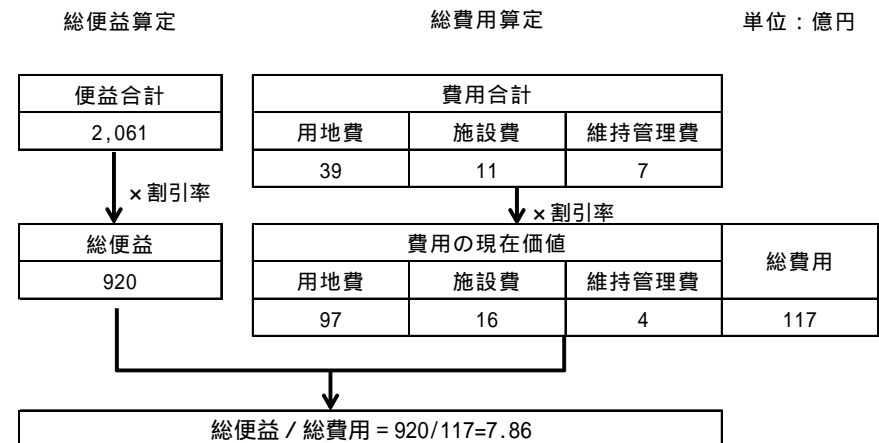 総便益算定 総費用算定 単位:億円
便益合計 費用合計
2,061 用地費 施設費 維持管理費
39 11 7
×割引率 ×割引率
総便益 費用の現在価値 総費用
920 用地費 施設費 維持管理費
97 16 4 117
総便益/総費用=920/117=7.86